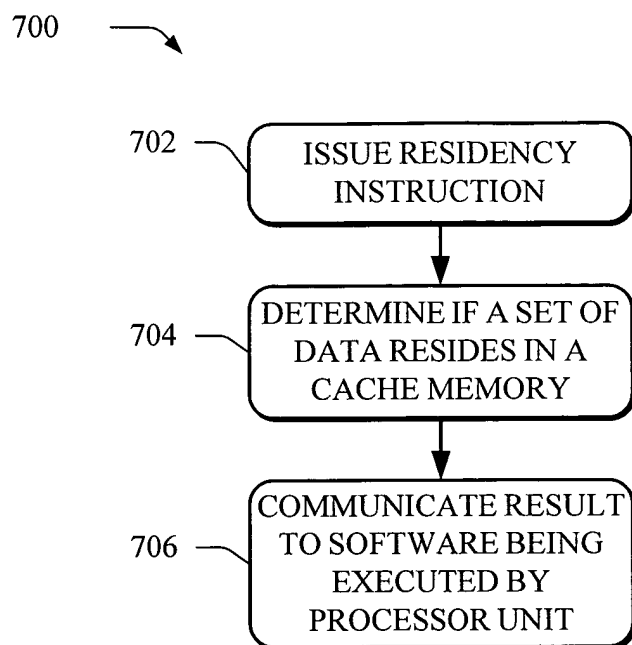 700
702
ISSUE RESIDENCY
INSTRUCTION
704
DETERMINE IF A SET OF
DATA RESIDES IN A
CACHE MEMORY
706
COMMUNICATE RESULT
TO SOFTWARE BEING
EXECUTED BY
PROCESSOR UNIT